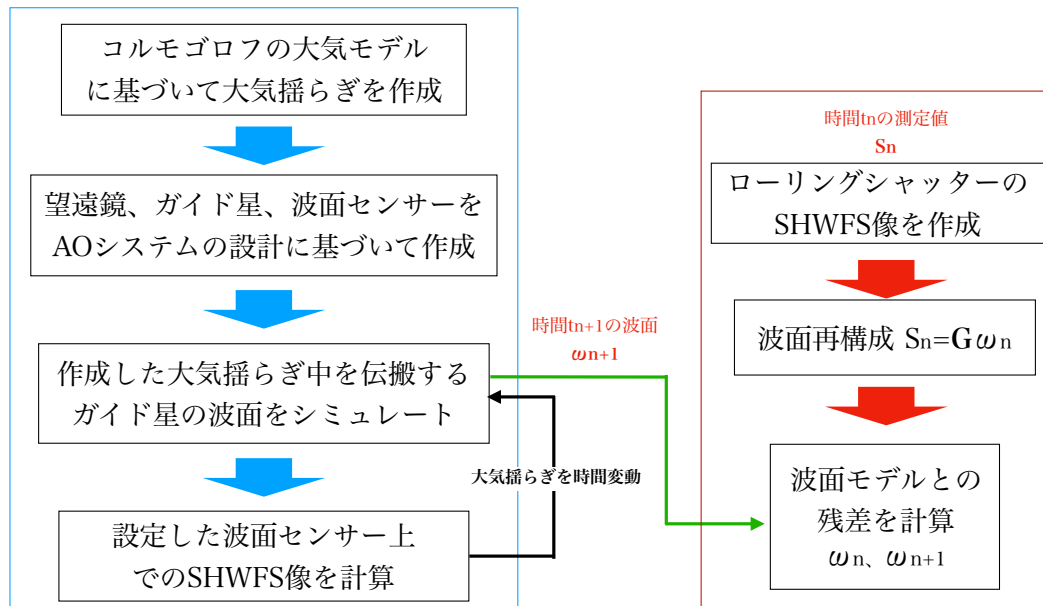 コルモゴロフの大気モデル
に基づいて大気揺らぎを作成
望遠鏡、ガイド星、波面センサーを
AOシステムの設計に基づいて作成
作成した大気揺らぎ中を伝搬する
ガイド星の波面をシミュレート
大気揺らぎを時間変動
設定した波面センサー上
でのSHWFS像を計算
時間tn+1の波面
ωn+1
時間tnの測定値
Sn
ローリングシャッターの
SHWFS像を作成
波面再構成 Sn=Gωn
波面モデルとの
残差を計算
ωn、ωn+1